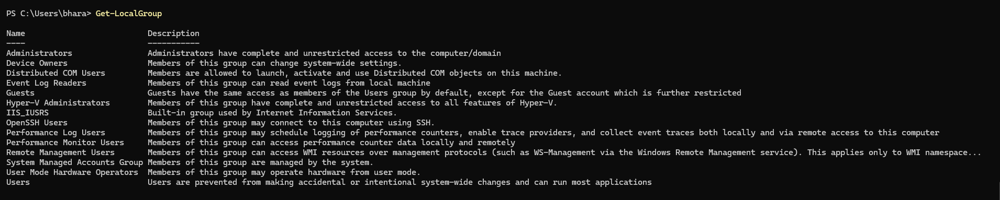 PS C:\Users\bhara> Get-LocalGroup
Name Description
---- -----------
Administrators Administrators have complete and unrestricted access to the computer/domain
Device Owners Members of this group can change system-wide settings.
Distributed COM Users Members are allowed to launch, activate and use Distributed COM objects on this machine.
Event Log Readers Members of this group can read event logs from local machine
Guests Guests have the same access as members of the Users group by default, except for the Guest account which is further restricted
Hyper-V Administrators Members of this group have complete and unrestricted access to all features of Hyper-V.
IIS_IUSRS Built-in group used by Internet Information Services.
OpenSSH Users Members of this group may connect to this computer using SSH.
Performance Log Users Members of this group may schedule logging of performance counters, enable trace providers, and collect event traces both locally and via remote access to this computer
Performance Monitor Users Members of this group can access performance counter data locally and remotely
Remote Management Users Members of this group can access WMI resources over management protocols (such as WS-Management via the Windows Remote Management service). This applies only to WMI namespace...
System Managed Accounts Group Members of this group are managed by the system.
User Mode Hardware Operators Members of this group may operate hardware from user mode.
Users Users are prevented from making accidental or intentional system-wide changes and can run most applications